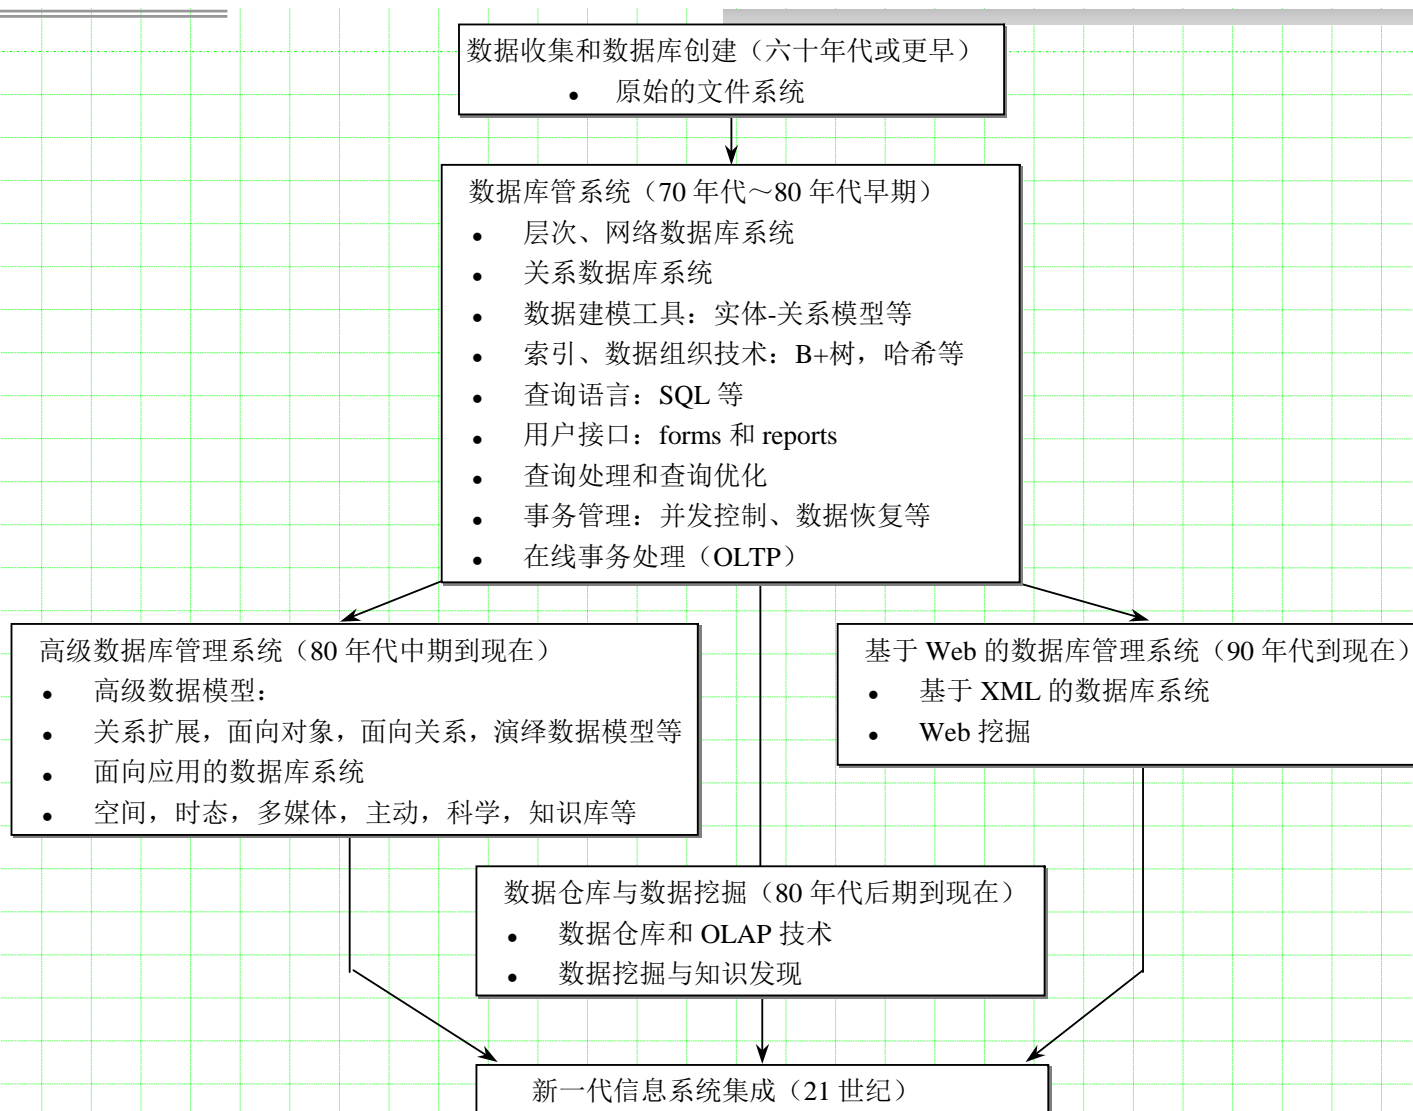 数据收集和数据库创建（六十年代或更早）
● 原始的文件系统
数据库管系统（70 年代～80 年代早期）
● 层次、网络数据库系统
● 关系数据库系统
● 数据建模工具：实体-关系模型等
● 索引、数据组织技术：B+树，哈希等
● 查询语言：SQL 等
● 用户接口：forms 和 reports
● 查询处理和查询优化
● 事务管理：并发控制、数据恢复等
● 在线事务处理（OLTP）
高级数据库管理系统（80 年代中期到现在）
● 高级数据模型：
● 关系扩展，面向对象，面向关系，演绎数据模型等
● 面向应用的数据库系统
● 空间，时态，多媒体，主动，科学，知识库等
基于 Web 的数据库管理系统（90 年代到现在）
● 基于 XML 的数据库系统
● Web 挖掘
数据仓库与数据挖掘（80 年代后期到现在）
● 数据仓库和 OLAP 技术
● 数据挖掘与知识发现
新一代信息系统集成（21 世纪）